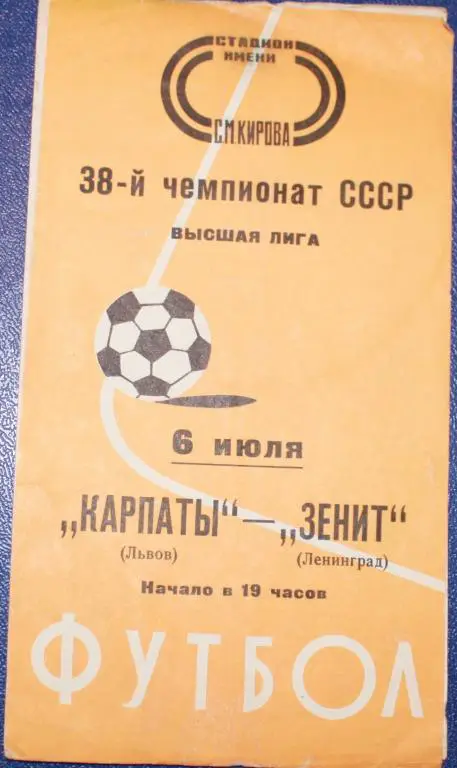 СТАДИОН
ИМЕНИ
С.М.КИРОВА
38-й чемпионат СССР
ВЫСШАЯ ЛИГА
6 июля
„КАРПАТЫ“ — „ЗЕНИТ“
(Львов) (Ленинград)
Начало в 19 часов
ФУТБОЛ